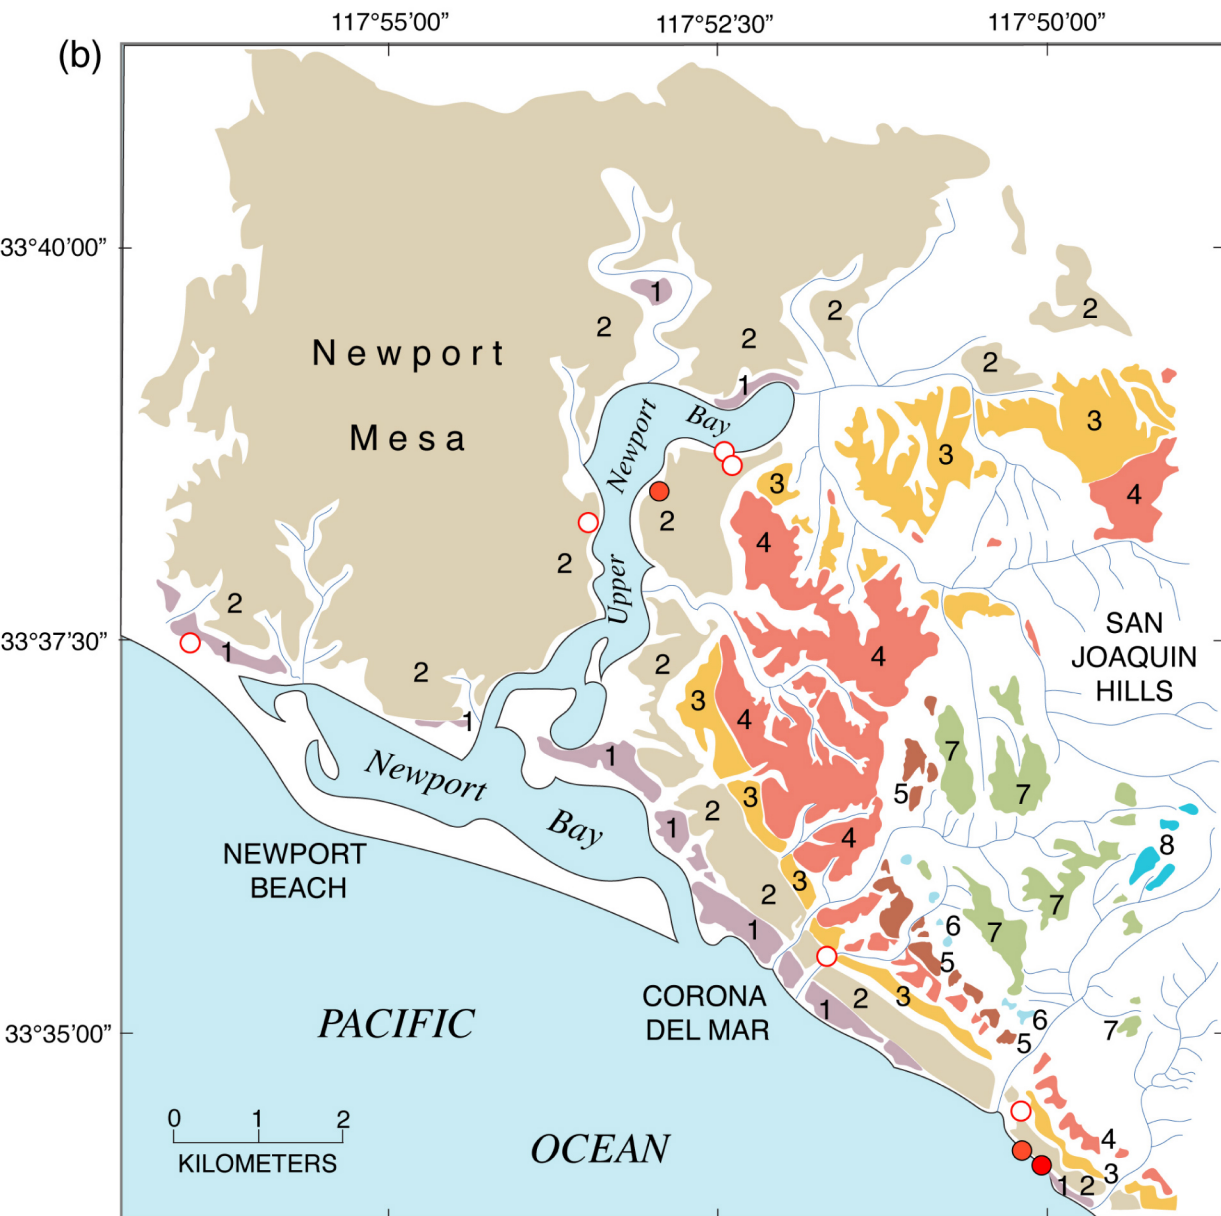 117°55’00”
117°52’30”
117°50’00”
(b)
33°40’00”
1
2
2
2
2
2
Newport
Mesa
1
Newport
Bay
3
3
3
4
2
4
2
Upper
2
33°37’30”
1
2
2
SAN
JOAQUIN
HILLS
4
3
4
1
1
7
Newport
Bay
5
7
2
3
1
4
8
NEWPORT
BEACH
3
2
7
6
7
1
5
CORONA
DEL MAR
2
3
1
6
5
7
33°35’00”
PACIFIC
OCEAN
0 1 2
KILOMETERS
4
3
2
1